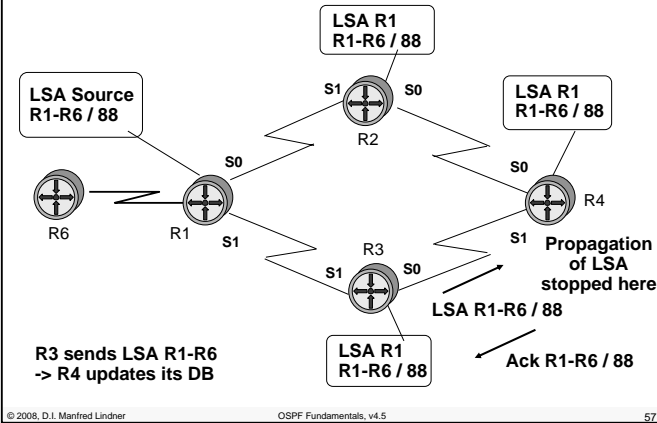 LSA R1
R1-R6 / 88
LSA Source
R1-R6 / 88
S1
S0
R2
LSA R1
R1-R6 / 88
S0
S0
R6
R1
R4
S1
S1
R3
S1
S0
Propagation
of LSA
stopped here
LSA R1-R6 / 88
R3 sends LSA R1-R6
-> R4 updates its DB
LSA R1
R1-R6 / 88
Ack R1-R6 / 88
© 2008, D.I. Manfred Lindner
OSPF Fundamentals, v4.5
57